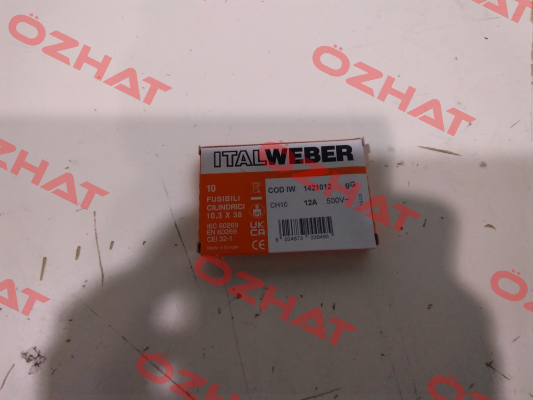 ITALWEBER
10
FUSIBILI
CILINDRICI
10,3 X 38
IEC 60269
EN 60269
CEI 32-1
UK
CA
CE
COD IW 1421012 gG
CH10 12A 500V~
ÖZHAT
ÖZHAT
ÖZHAT
ÖZHAT
ÖZHAT
ÖZHAT
ÖZHAT
ÖZHAT
ÖZHAT